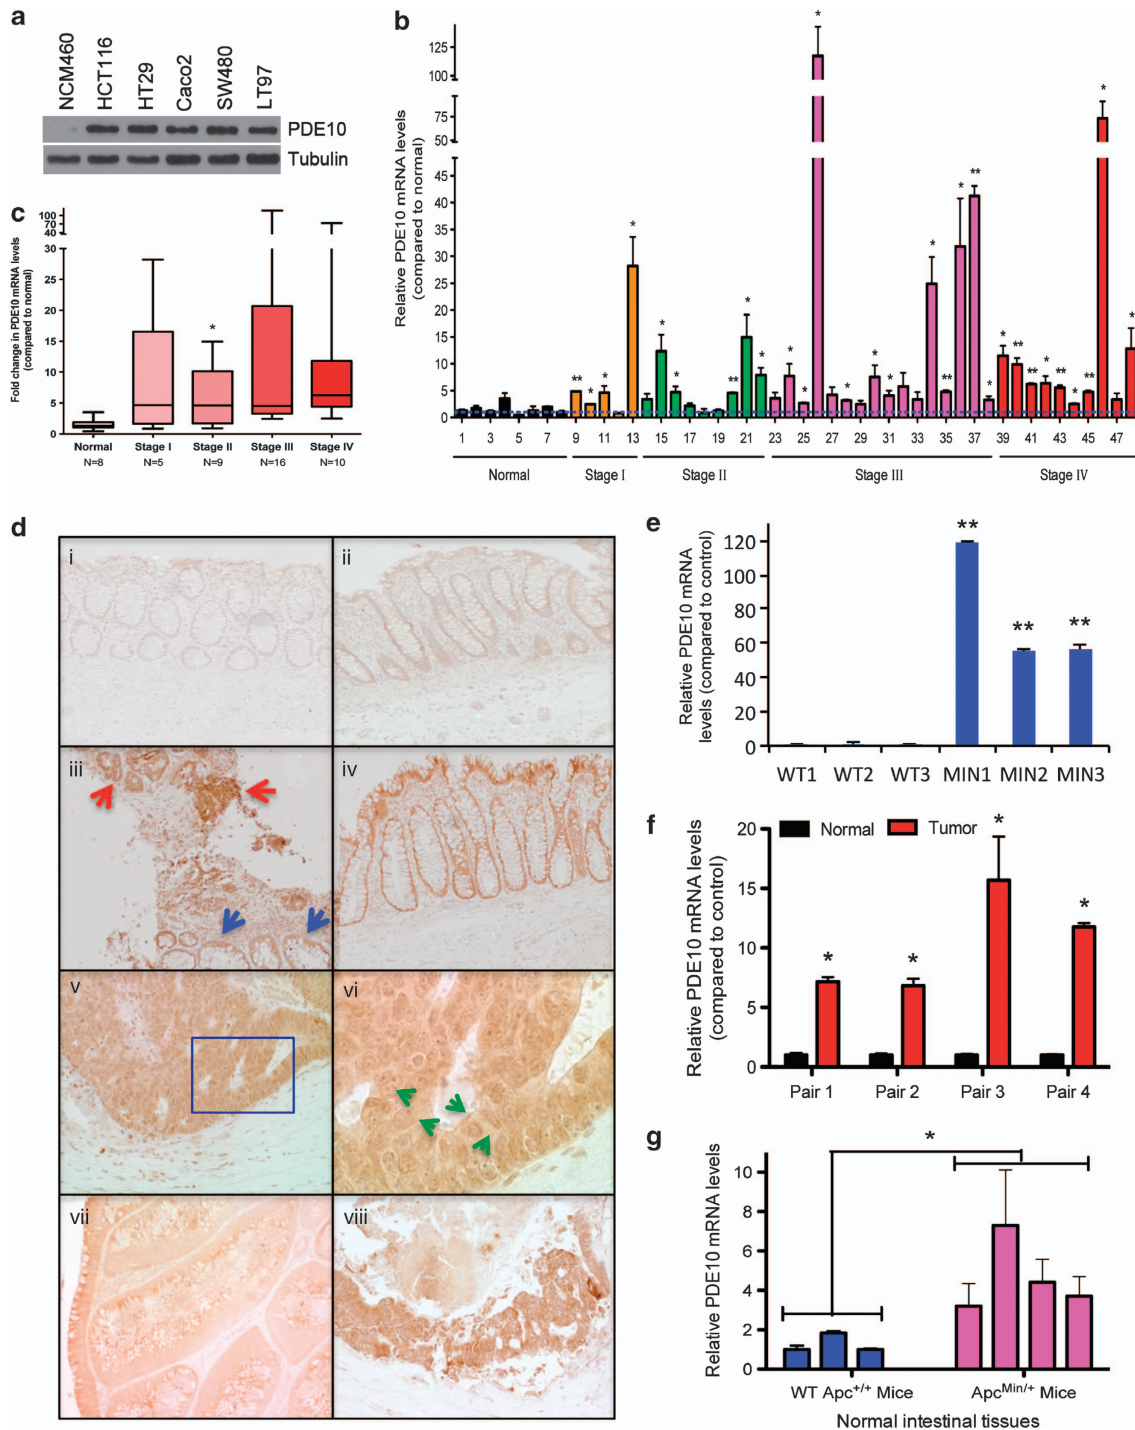 a
NCM460
HCT116
HT29
Caco2
SW480
LT97
PDE10
Tubulin
b
Relative PDE10 mRNA levels
(compared to normal)
125
100
75
50
45
40
35
30
25
20
15
10
5
0
*
*
** * * *
* * ** * *
* * * * * * * ** **
* ** * ** * ** * ** * *
1 3 5 7 9 11 13 15 17 19 21 23 25 27 29 31 33 35 37 39 41 43 45 47
Normal Stage I Stage II Stage III Stage IV
c
Fold change in PDE10 mRNA levels
(compared to normal)
100
70
40
30
20
15
10
5
0
*
Normal Stage I Stage II Stage III Stage IV
N=8 N=5 N=9 N=16 N=10
d
i
ii
iii
iv
v
vi
vii
viii
e
Relative PDE10 mRNA
levels (compared to control)
120
100
80
60
40
20
0
**
** **
WT1 WT2 WT3 MIN1 MIN2 MIN3
f
Relative PDE10 mRNA levels
(compared to control)
Normal Tumor
20
15
10
5
0
* * * *
Pair 1 Pair 2 Pair 3 Pair 4
g
Relative PDE10 mRNA levels
10
8
6
4
2
0
*
WT Apc+/+ Mice ApcMin/+ Mice
Normal intestinal tissues